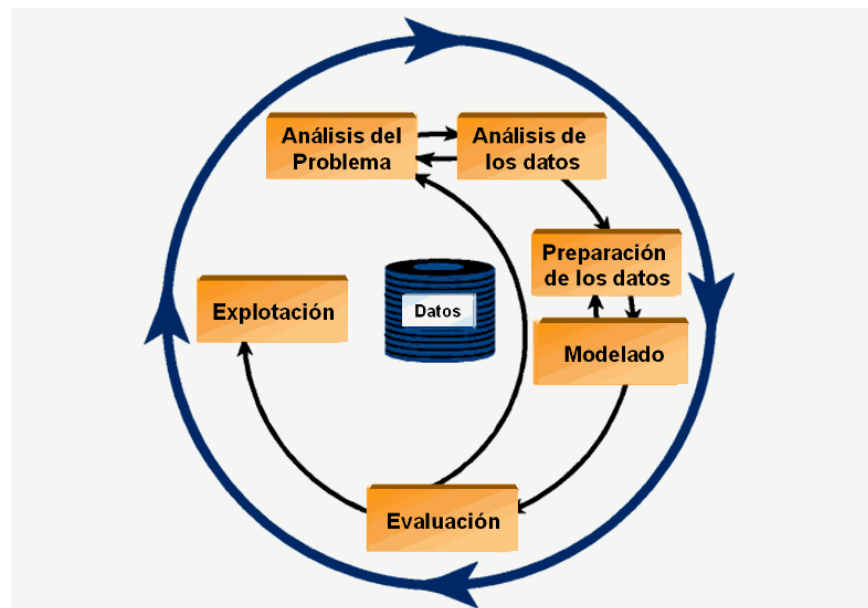 Análisis del
Problema
Análisis de
los datos
Preparación
de los datos
Explotación
Datos
Modelado
Evaluación